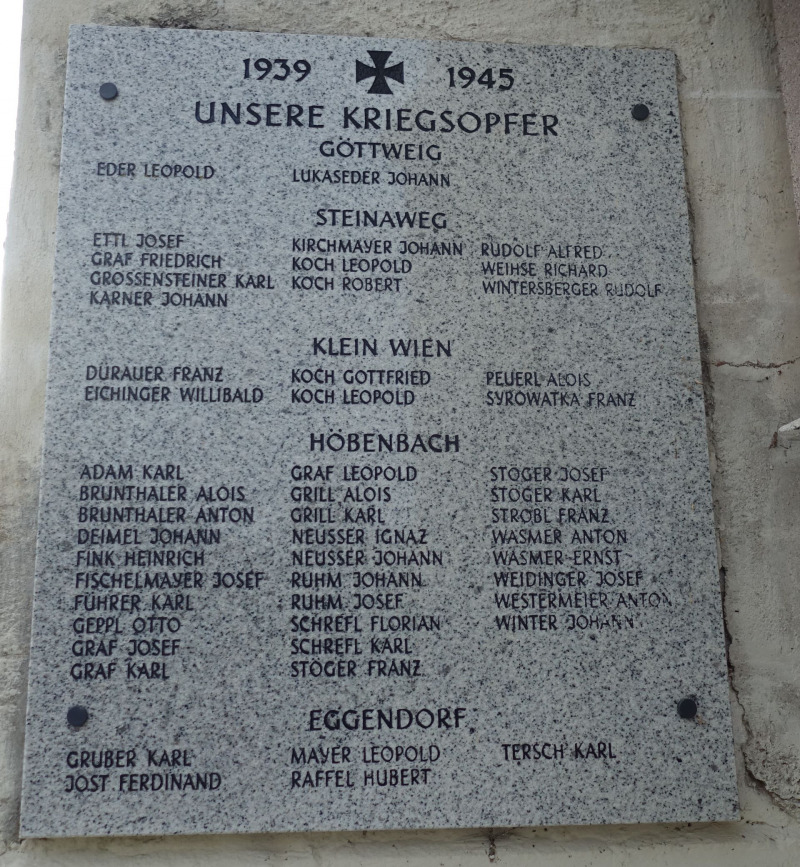 1939 1945
UNSERE KRIEGSOPFER
GÖTTWEIG
EDER LEOPOLD LUKASEDER JOHANN
STEINAWEG
ETTL JOSEF KIRCHMAYER JOHANN RUDOLF ALFRED
GRAF FRIEDRICH KOCH LEOPOLD WEIHSE RICHARD
GROSSENSTEINER KARL KOCH ROBERT WINTERSBERGER RUDOLF
KARNER JOHANN
KLEIN WIEN
DÜRAUER FRANZ KOCH GOTTFRIED PEUERL ALOIS
EICHINGER WILLIBALD KOCH LEOPOLD SYROWATKA FRANZ
HÖBENBACH
ADAM KARL GRAF LEOPOLD STÖGER JOSEF
BRUNTHALER ALOIS GRILL ALOIS STÖGER KARL
BRUNTHALER ANTON GRILL KARL STROBL FRANZ
DEIMEL JOHANN NEUSSER IGNAZ WASMER ANTON
FINK HEINRICH NEUSSER JOHANN WASMER ERNST
FISCHELMAYER JOSEF RUHM JOHANN WEIDINGER JOSEF
FÜHRER KARL RUHM JOSEF WESTERMEIER ANTON
GEPPL OTTO SCHREFL FLORIAN WINTER JOHANN
GRAF JOSEF SCHREFL KARL
GRAF KARL STÖGER FRANZ
EGGENDORF
GRUBER KARL MAYER LEOPOLD TERSCH KARL
JOST FERDINAND RAFFEL HUBERT